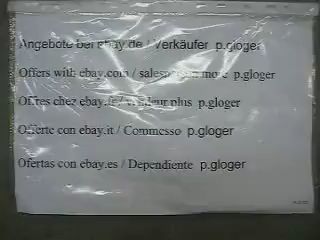 Angebote bei ebay.de / Verkäufer p.gloger
Offers with ebay.com / p.gloger
Offres chez ebay.fr / plus p.gloger
Offerte con ebay.it / Commesso p.gloger
Ofertas con ebay.es / Dependiente p.gloger